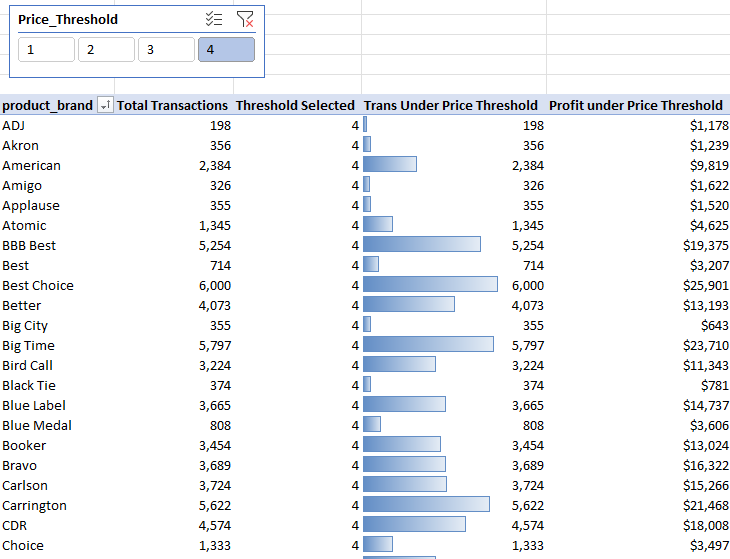 Price_Threshold
1 2 3 4
product_brand Total Transactions Threshold Selected Trans Under Price Threshold Profit under Price Threshold
ADJ 198 4 198 $1,178
Akron 356 4 356 $1,239
American 2,384 4 2,384 $9,819
Amigo 326 4 326 $1,622
Applause 355 4 355 $1,520
Atomic 1,345 4 1,345 $4,625
BBB Best 5,254 4 5,254 $19,375
Best 714 4 714 $3,207
Best Choice 6,000 4 6,000 $25,901
Better 4,073 4 4,073 $13,193
Big City 355 4 355 $643
Big Time 5,797 4 5,797 $23,710
Bird Call 3,224 4 3,224 $11,343
Black Tie 374 4 374 $781
Blue Label 3,665 4 3,665 $14,737
Blue Medal 808 4 808 $3,606
Booker 3,454 4 3,454 $13,024
Bravo 3,689 4 3,689 $16,322
Carlson 3,724 4 3,724 $15,266
Carrington 5,622 4 5,622 $21,468
CDR 4,574 4 4,574 $18,008
Choice 1,333 4 1,333 $3,497